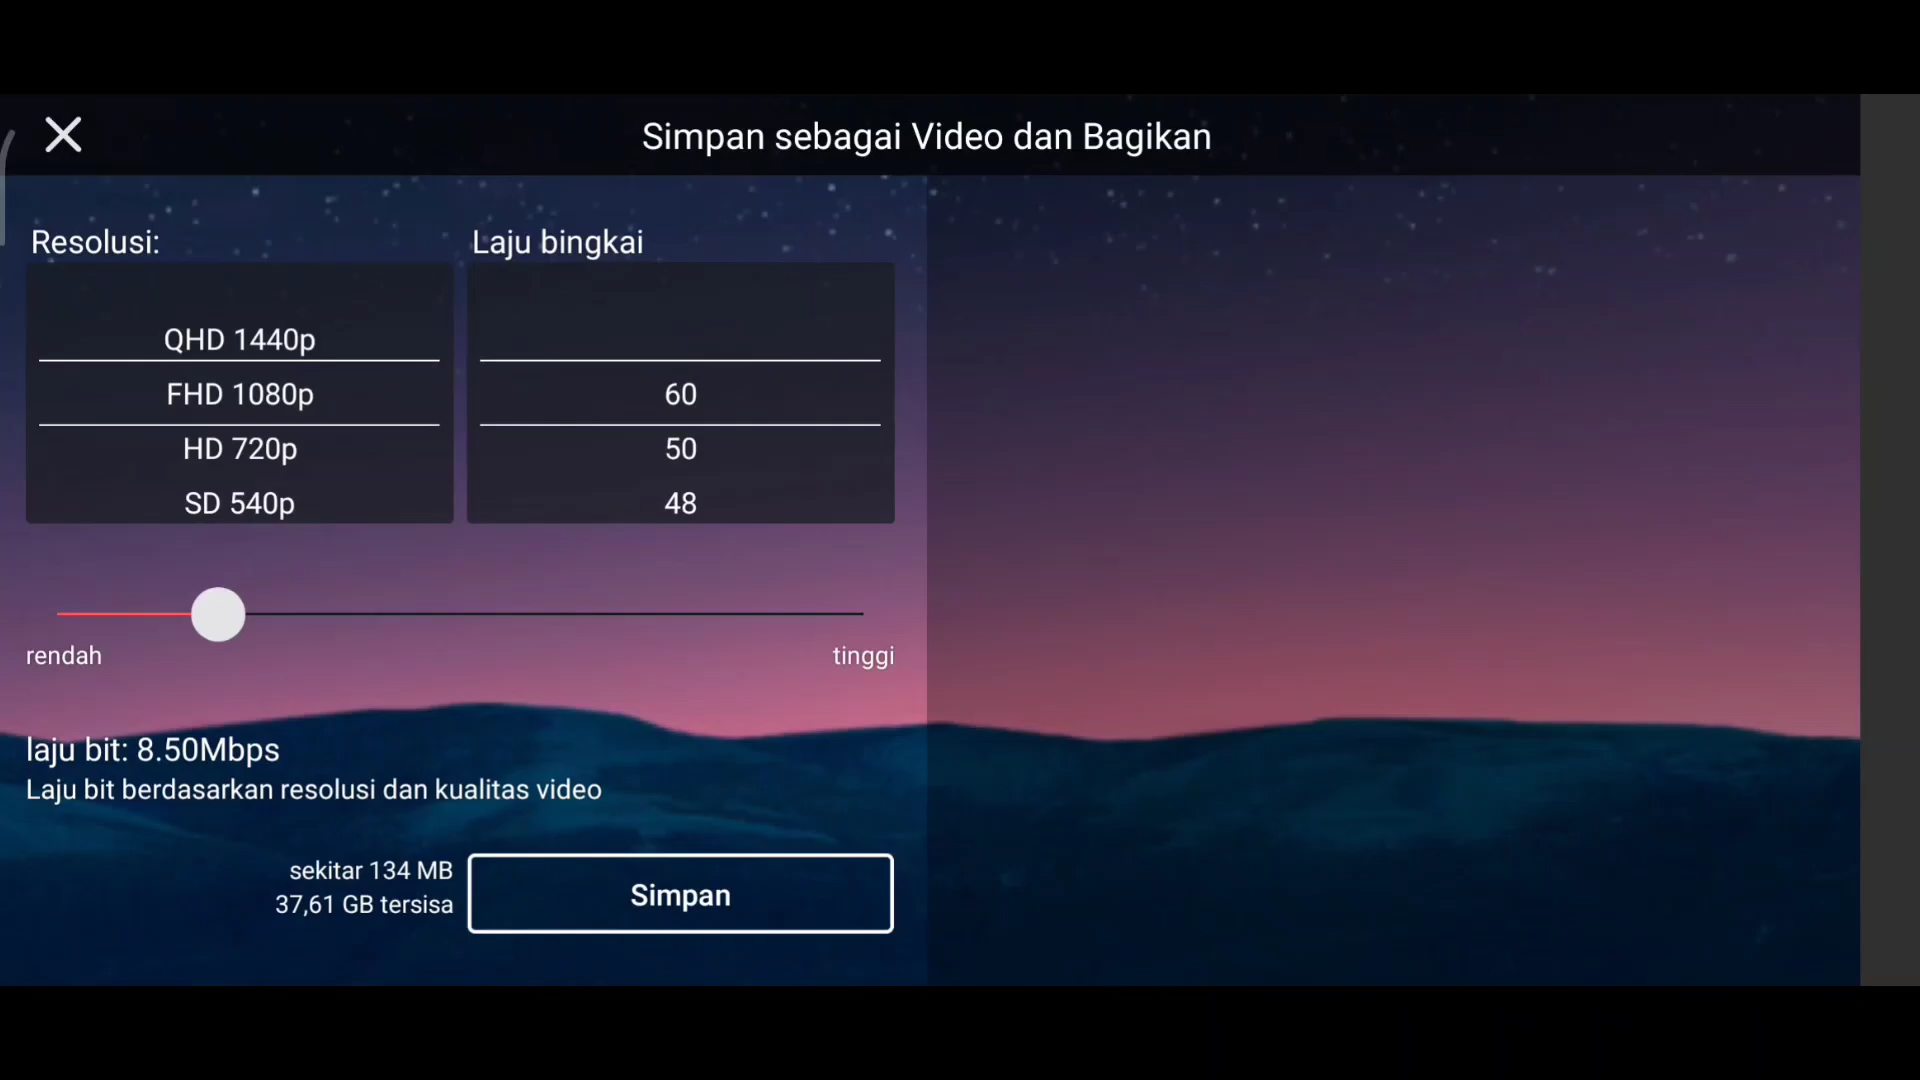 Simpan sebagai Video dan Bagikan
Resolusi:
QHD 1440p
FHD 1080p
HD 720p
SD 540p
Laju bingkai
60
50
48
rendah
tinggi
laju bit: 8.50Mbps
Laju bit berdasarkan resolusi dan kualitas video
sekitar 134 MB
37,61 GB tersisa
Simpan